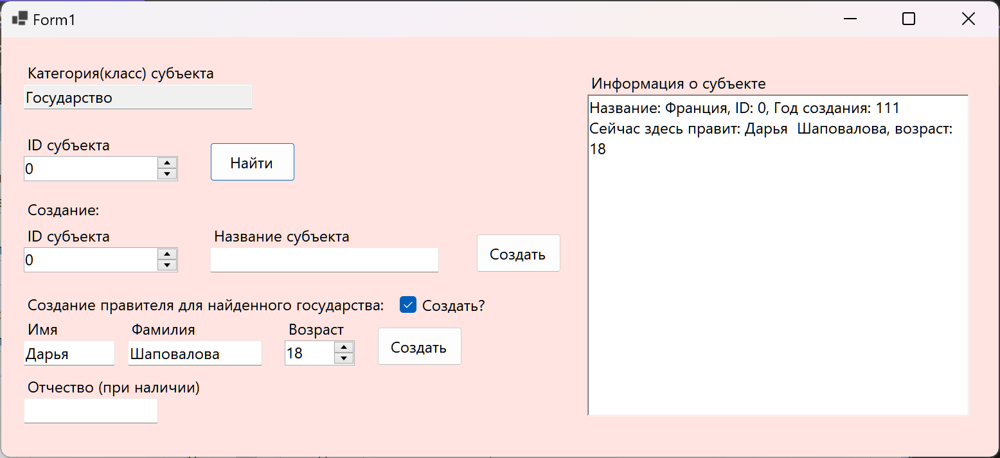 Form1
Категория(класс) субъекта
Государство
ID субъекта
0
Найти
Создание:
ID субъекта
Название субъекта
0
Создать
Создание правителя для найденного государства:
Создать?
Имя
Фамилия
Возраст
Дарья
Шаповалова
18
Создать
Отчество (при наличии)
Информация о субъекте
Название: Франция, ID: 0, Год создания: 111
Сейчас здесь правит: Дарья  Шаповалова, возраст:
18